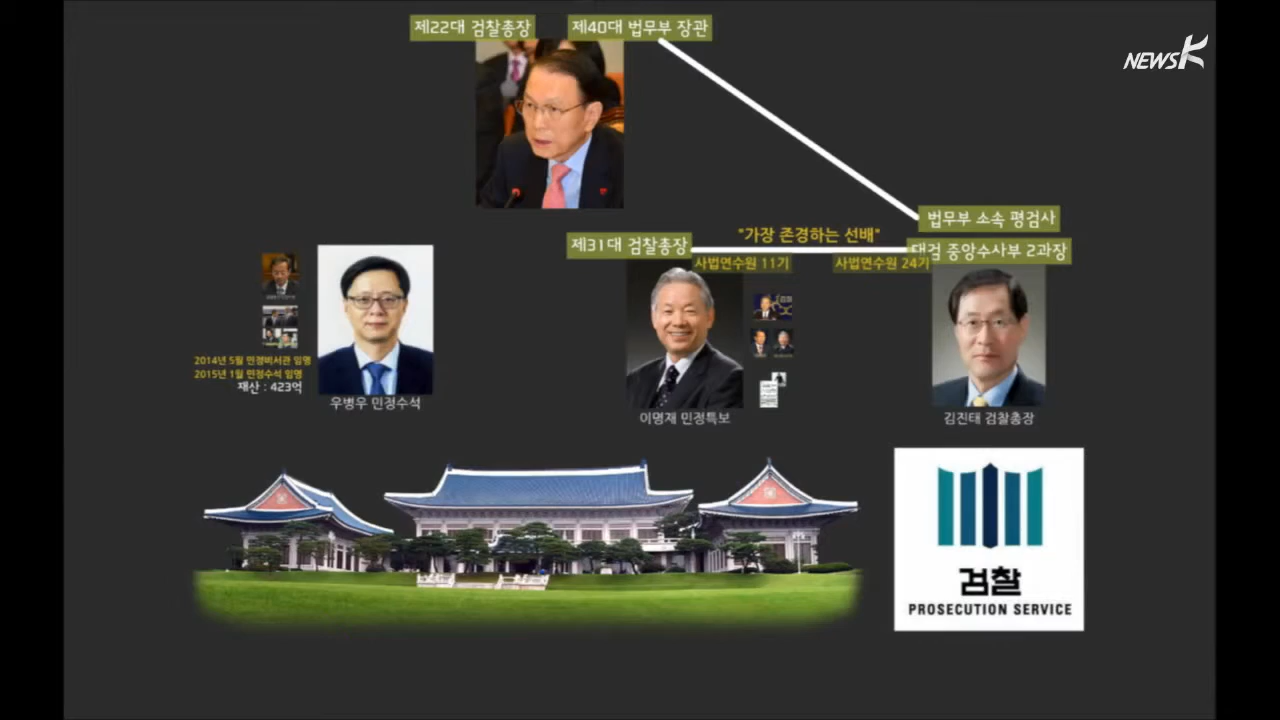 제22대 검찰총장
제40대 법무부 장관
NEWS K
법무부 소속 평검사
"가장 존경하는 선배"
제31대 검찰총장
대검 중앙수사부 2과장
사법연수원 11기
사법연수원 24기
2014년 5월 민정비서관 임명
2015년 1월 민정수석 임명
재산 : 423억
우병우 민정수석
이명재 민정특보
김진태 검찰총장
검찰
PROSECUTION SERVICE